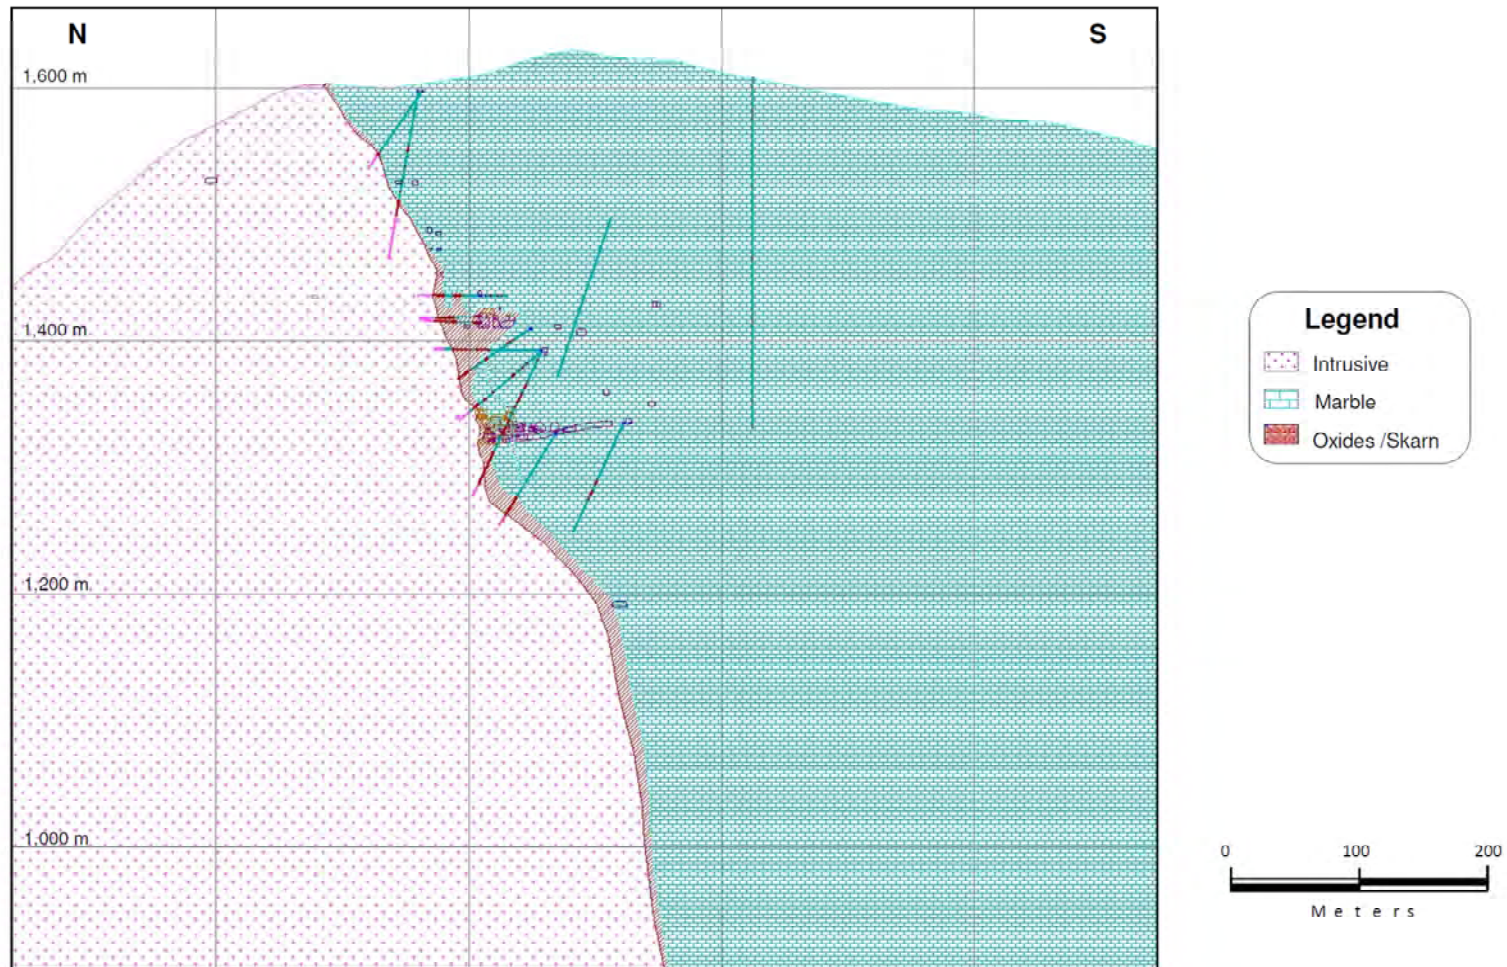 N S
1,600 m
1,400 m
1,200 m
1,000 m
Legend
Intrusive
Marble
Oxides /Skarn
0 100 200
Meters